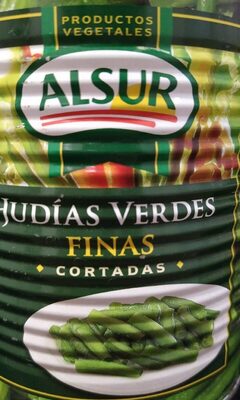 PRODUCTOS
VEGETALES
ALSUR
JUDÍAS VERDES
FINAS
CORTADAS